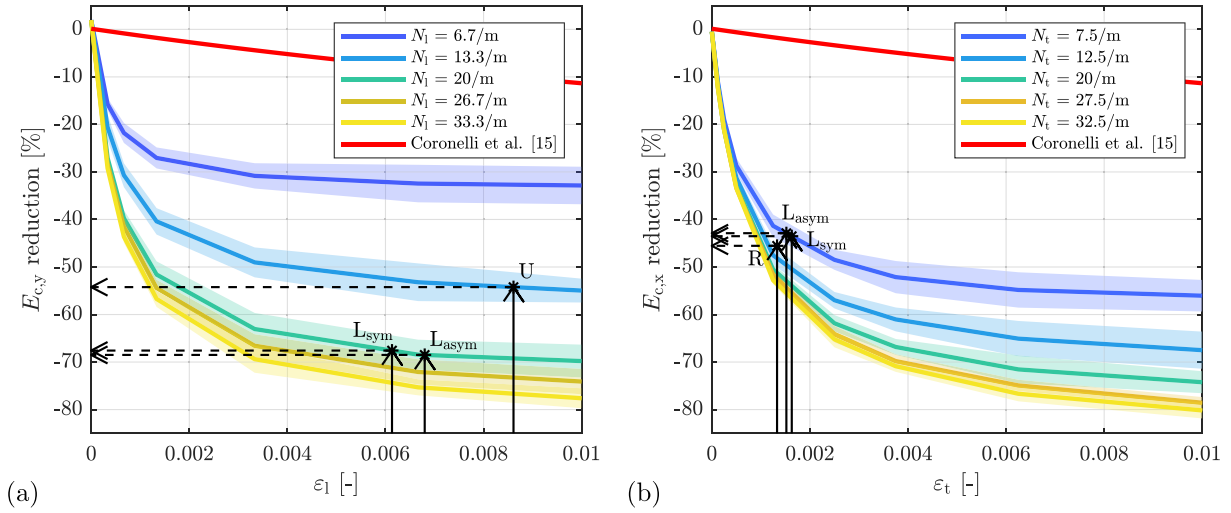 0
-10
-20
-30
-40
-50
-60
-70
-80
E_c,y reduction [%]
0
0.002
0.004
0.006
0.008
0.01
ε_l [-]
(a)
N_l = 6.7/m
N_l = 13.3/m
N_l = 20/m
N_l = 26.7/m
N_l = 33.3/m
Coronelli et al. [15]
U
L_sym
L_asym
0
-10
-20
-30
-40
-50
-60
-70
-80
E_c,x reduction [%]
0
0.002
0.004
0.006
0.008
0.01
ε_t [-]
(b)
N_t = 7.5/m
N_t = 12.5/m
N_t = 20/m
N_t = 27.5/m
N_t = 32.5/m
Coronelli et al. [15]
L_asym
L_sym
R